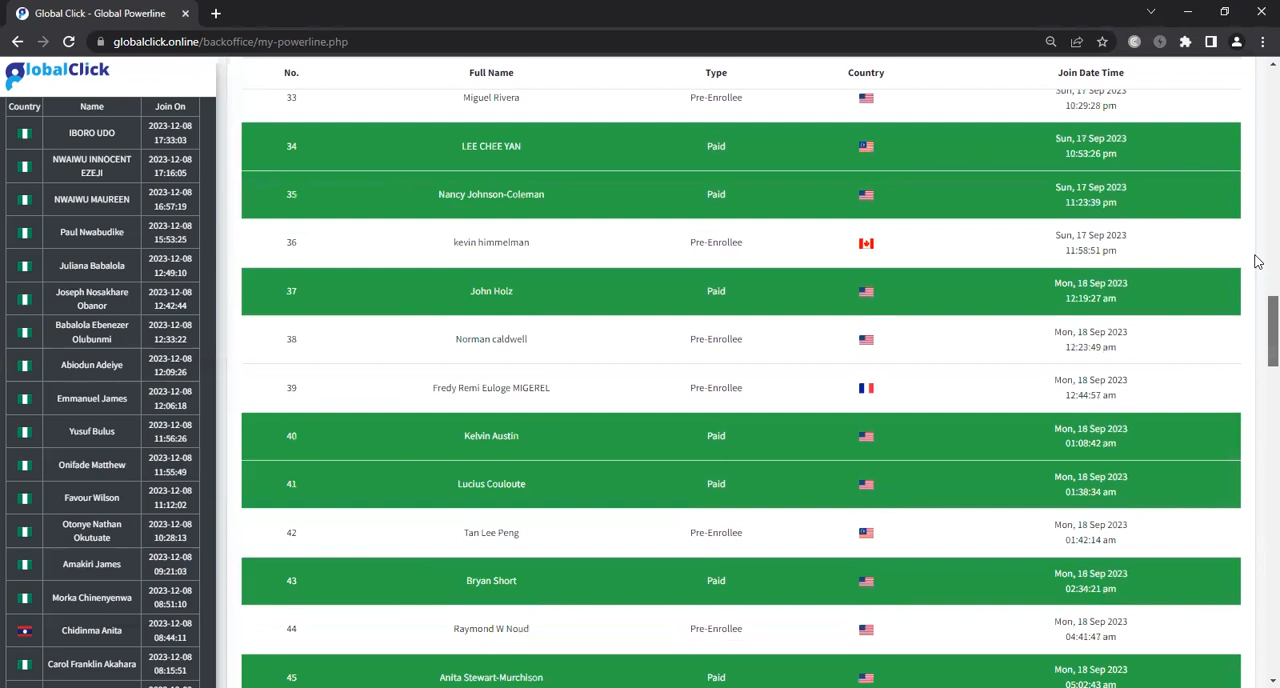 Global Click - Global Powerline
globalclick.online/backoffice/my-powerline.php
GlobalClick
Country Name Join On
IBORO UDO 2023-12-08 17:33:03
NWAIWU INNOCENT EZEJI 2023-12-08 17:16:05
NWAIWU MAUREEN 2023-12-08 16:57:19
Paul Nwabudike 2023-12-08 15:53:25
Juliana Babalola 2023-12-08 12:49:10
Joseph Nosakhare Obanor 2023-12-08 12:42:44
Babalola Ebenezer Olubunmi 2023-12-08 12:33:22
Abiodun Adeiye 2023-12-08 12:09:26
Emmanuel James 2023-12-08 12:06:18
Yusuf Bulus 2023-12-08 11:56:26
Onifade Matthew 2023-12-08 11:55:49
Favour Wilson 2023-12-08 11:12:02
Otonye Nathan Okutuate 2023-12-08 10:28:13
Amakiri James 2023-12-08 09:21:03
Morka Chinenyenwa 2023-12-08 08:51:10
Chidinma Anita 2023-12-08 08:44:11
Carol Franklin Akahara 2023-12-08 08:15:51
No. Full Name Type Country Join Date Time
33 Miguel Rivera Pre-Enrollee Sun, 17 Sep 2023 10:29:28 pm
34 LEE CHEE YAN Paid Sun, 17 Sep 2023 10:53:26 pm
35 Nancy Johnson-Coleman Paid Sun, 17 Sep 2023 11:23:39 pm
36 kevin himmelman Pre-Enrollee Sun, 17 Sep 2023 11:58:51 pm
37 John Holz Paid Mon, 18 Sep 2023 12:19:27 am
38 Norman caldwell Pre-Enrollee Mon, 18 Sep 2023 12:23:49 am
39 Fredy Remi Euloge MIGEREL Pre-Enrollee Mon, 18 Sep 2023 12:44:57 am
40 Kelvin Austin Paid Mon, 18 Sep 2023 01:08:42 am
41 Lucius Couloute Paid Mon, 18 Sep 2023 01:38:34 am
42 Tan Lee Peng Pre-Enrollee Mon, 18 Sep 2023 01:42:14 am
43 Bryan Short Paid Mon, 18 Sep 2023 02:34:21 am
44 Raymond W Noud Pre-Enrollee Mon, 18 Sep 2023 04:41:47 am
45 Anita Stewart-Murchison Paid Mon, 18 Sep 2023 05:02:43 am